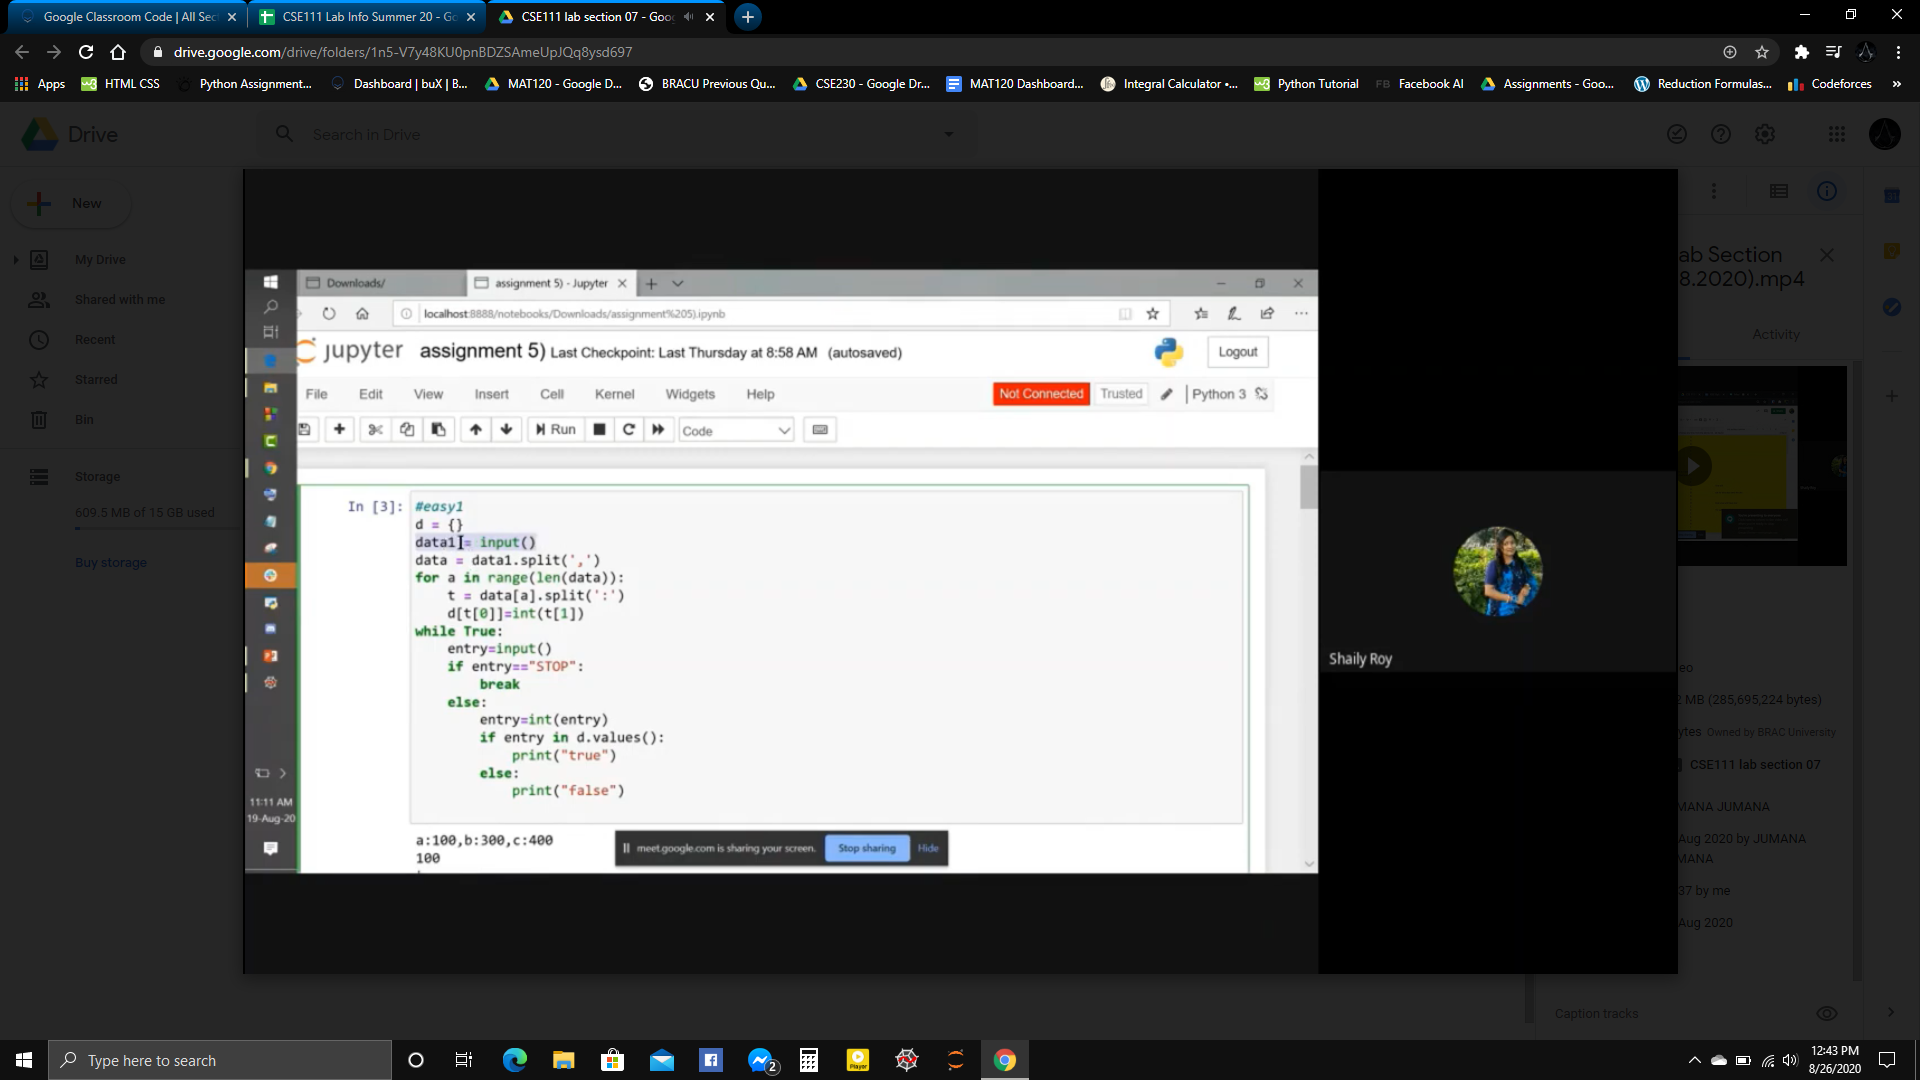 Google Classroom Code | All Sec
CSE111 Lab Info Summer 20 - Go
CSE111 lab section 07 - Goo
drive.google.com/drive/folders/1n5-V7y48KU0pnBDZSAmeUpJQq8ysd697
Apps
HTML CSS
Python Assignment...
Dashboard | buX | B...
MAT120 - Google D...
BRACU Previous Qu...
CSE230 - Google Dr...
MAT120 Dashboard...
Integral Calculator •...
Python Tutorial
FB Facebook AI
Assignments - Goo...
Reduction Formulas...
Codeforces
»
Drive
Search in Drive
New
My Drive
Shared with me
Recent
Starred
Bin
Storage
609.5 MB of 15 GB used
Buy storage
Downloads/
assignment 5) - Jupyter
localhost:8888/notebooks/Downloads/assignment%205).ipynb
jupyter assignment 5) Last Checkpoint: Last Thursday at 8:58 AM (autosaved)
Logout
File Edit View Insert Cell Kernel Widgets Help
Not Connected Trusted Python 3
Run Code
In [3]: #easy1
d = {}
data1 = input()
data = data1.split(',')
for a in range(len(data)):
    t = data[a].split(':')
    d[t[0]]=int(t[1])
while True:
    entry=input()
    if entry=="STOP":
        break
    else:
        entry=int(entry)
        if entry in d.values():
            print("true")
        else:
            print("false")
a:100,b:300,c:400
100
meet.google.com is sharing your screen. Stop sharing Hide
11:11 AM
19-Aug-20
Shaily Roy
ab Section
8.2020).mp4
Activity
eo
2 MB (285,695,224 bytes)
ytes Owned by BRAC University
CSE111 lab section 07
MANA JUMANA
Aug 2020 by JUMANA
MANA
37 by me
Aug 2020
Caption tracks
Type here to search
2
Player
12:43 PM
8/26/2020